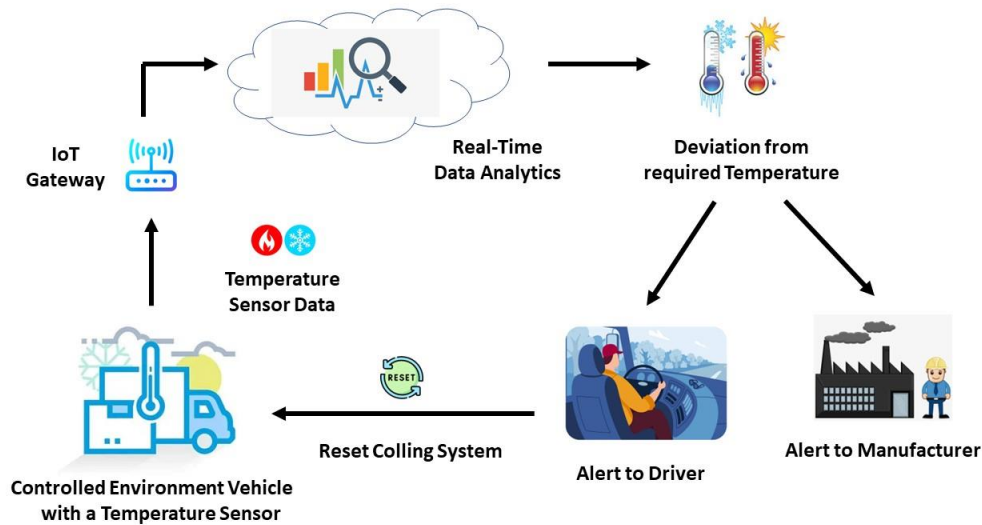 IoT
Gateway
Real-Time
Data Analytics
Deviation from
required Temperature
Temperature
Sensor Data
RESET
Reset Colling System
Alert to Driver
Alert to Manufacturer
Controlled Environment Vehicle
with a Temperature Sensor